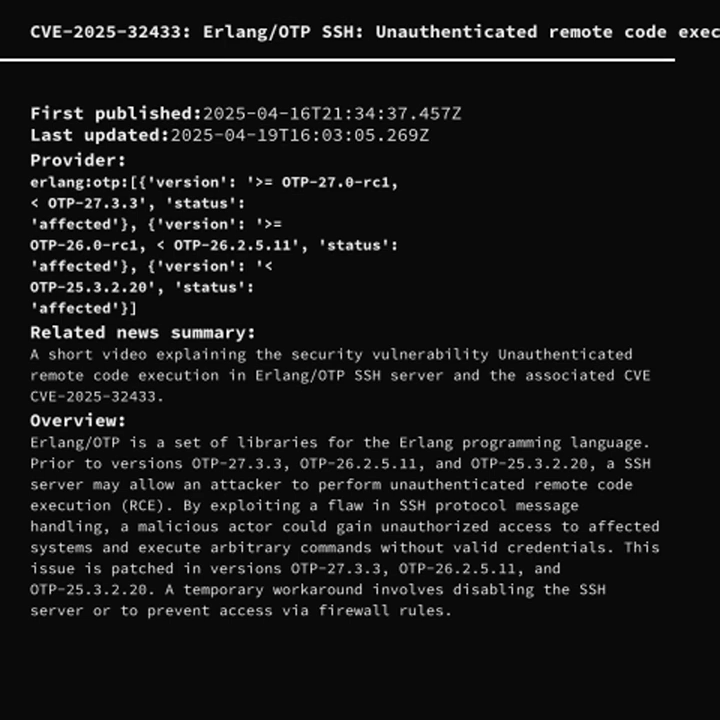 CVE-2025-32433: Erlang/OTP SSH: Unauthenticated remote code exec
First published:2025-04-16T21:34:37.457Z
Last updated:2025-04-19T16:03:05.269Z
Provider:
erlang:otp:[{'version': '>= OTP-27.0-rc1,
< OTP-27.3.3', 'status':
'affected'}, {'version': '>=
OTP-26.0-rc1, < OTP-26.2.5.11', 'status':
'affected'}, {'version': '<
OTP-25.3.2.20', 'status':
'affected'}]
Related news summary:
A short video explaining the security vulnerability Unauthenticated
remote code execution in Erlang/OTP SSH server and the associated CVE
CVE-2025-32433.
Overview:
Erlang/OTP is a set of libraries for the Erlang programming language.
Prior to versions OTP-27.3.3, OTP-26.2.5.11, and OTP-25.3.2.20, a SSH
server may allow an attacker to perform unauthenticated remote code
execution (RCE). By exploiting a flaw in SSH protocol message
handling, a malicious actor could gain unauthorized access to affected
systems and execute arbitrary commands without valid credentials. This
issue is patched in versions OTP-27.3.3, OTP-26.2.5.11, and
OTP-25.3.2.20. A temporary workaround involves disabling the SSH
server or to prevent access via firewall rules.